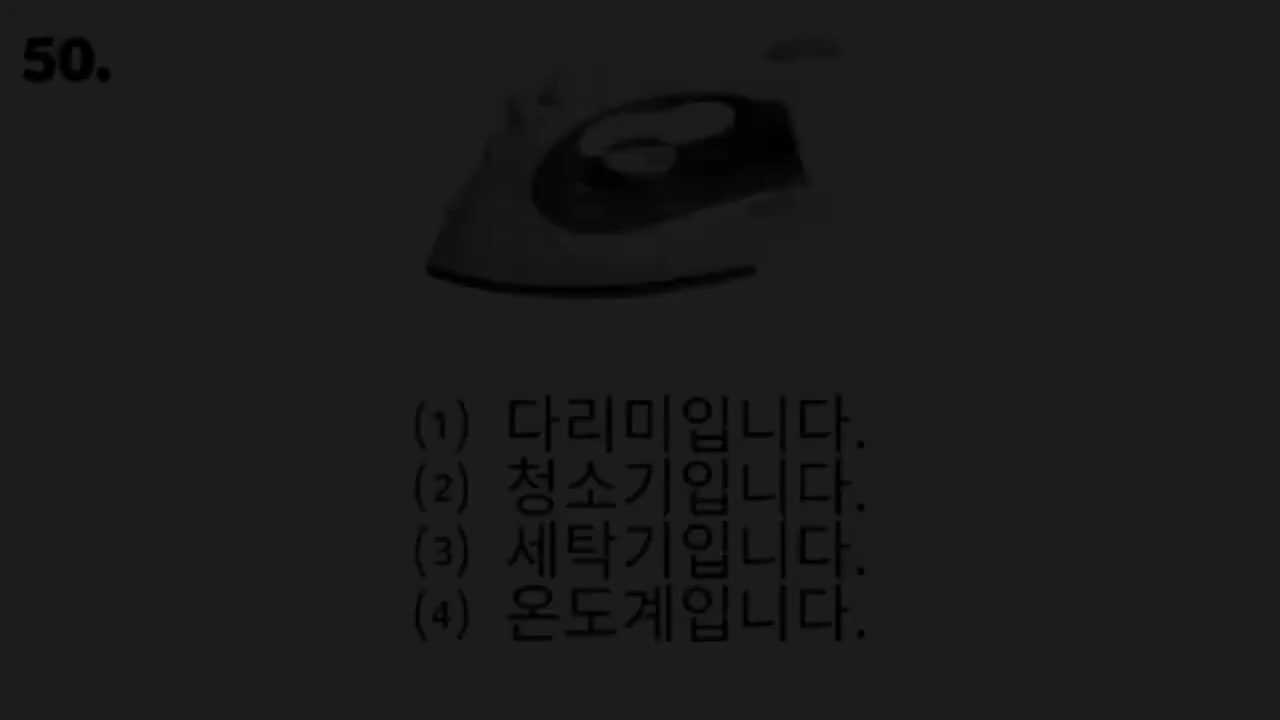 50.
(1) 다리미입니다.
(2) 청소기입니다.
(3) 세탁기입니다.
(4) 온도계입니다.